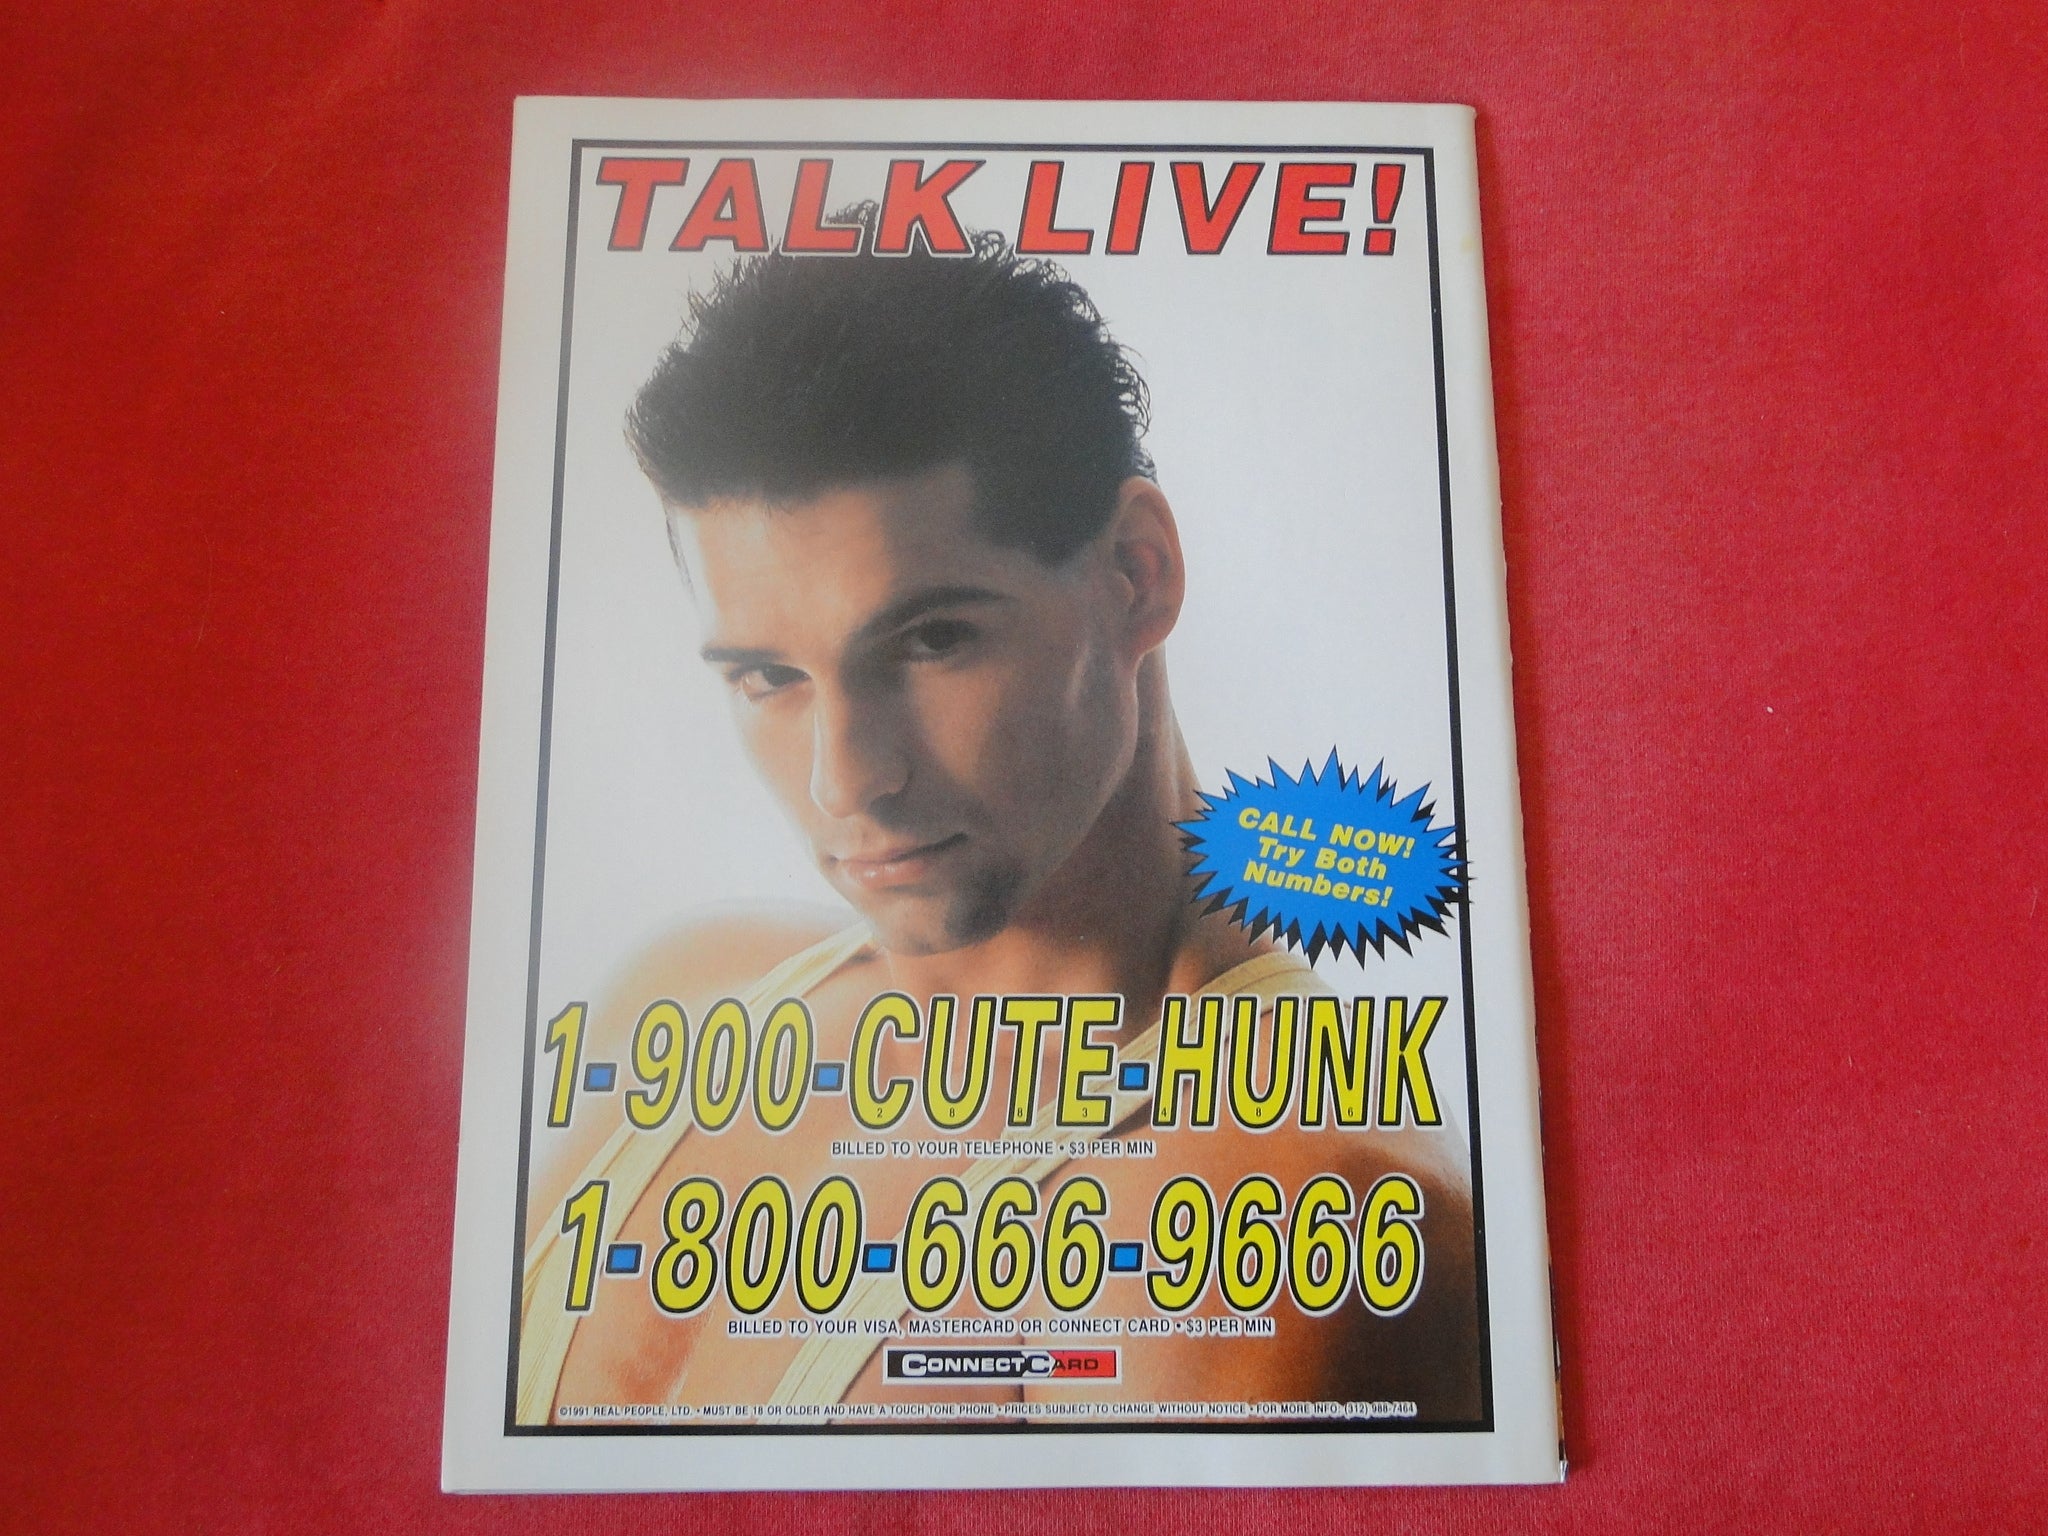 TALK LIVE!
CALL NOW!
Try Both
Numbers!
1-900-CUTE-HUNK
2 8 8 3 4 8 6
BILLED TO YOUR TELEPHONE • $3 PER MIN
1-800-666-9666
BILLED TO YOUR VISA, MASTERCARD OR CONNECT CARD • $3 PER MIN
CONNECT CARD
©1991 REAL PEOPLE, LTD. • MUST BE 18 OR OLDER AND HAVE A TOUCH TONE PHONE • PRICES SUBJECT TO CHANGE WITHOUT NOTICE • FOR MORE INFO: (312) 988-7464